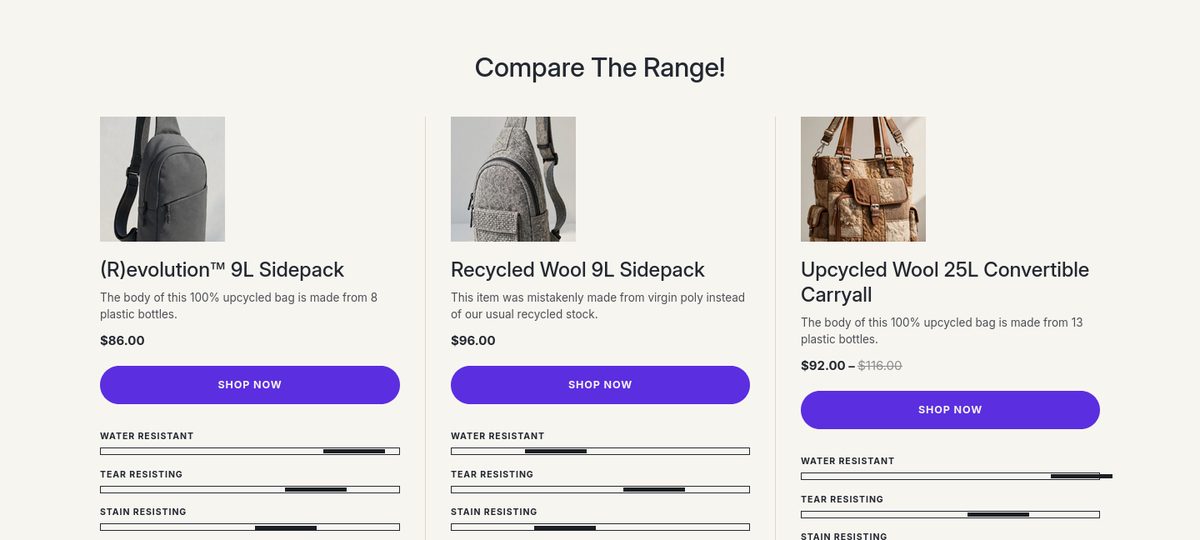 Compare The Range!
(R)evolution™ 9L Sidepack
The body of this 100% upcycled bag is made from 8
plastic bottles.
$86.00
SHOP NOW
WATER RESISTANT
TEAR RESISTING
STAIN RESISTING
Recycled Wool 9L Sidepack
This item was mistakenly made from virgin poly instead
of our usual recycled stock.
$96.00
SHOP NOW
WATER RESISTANT
TEAR RESISTING
STAIN RESISTING
Upcycled Wool 25L Convertible
Carryall
The body of this 100% upcycled bag is made from 13
plastic bottles.
$92.00 – $116.00
SHOP NOW
WATER RESISTANT
TEAR RESISTING
STAIN RESISTING